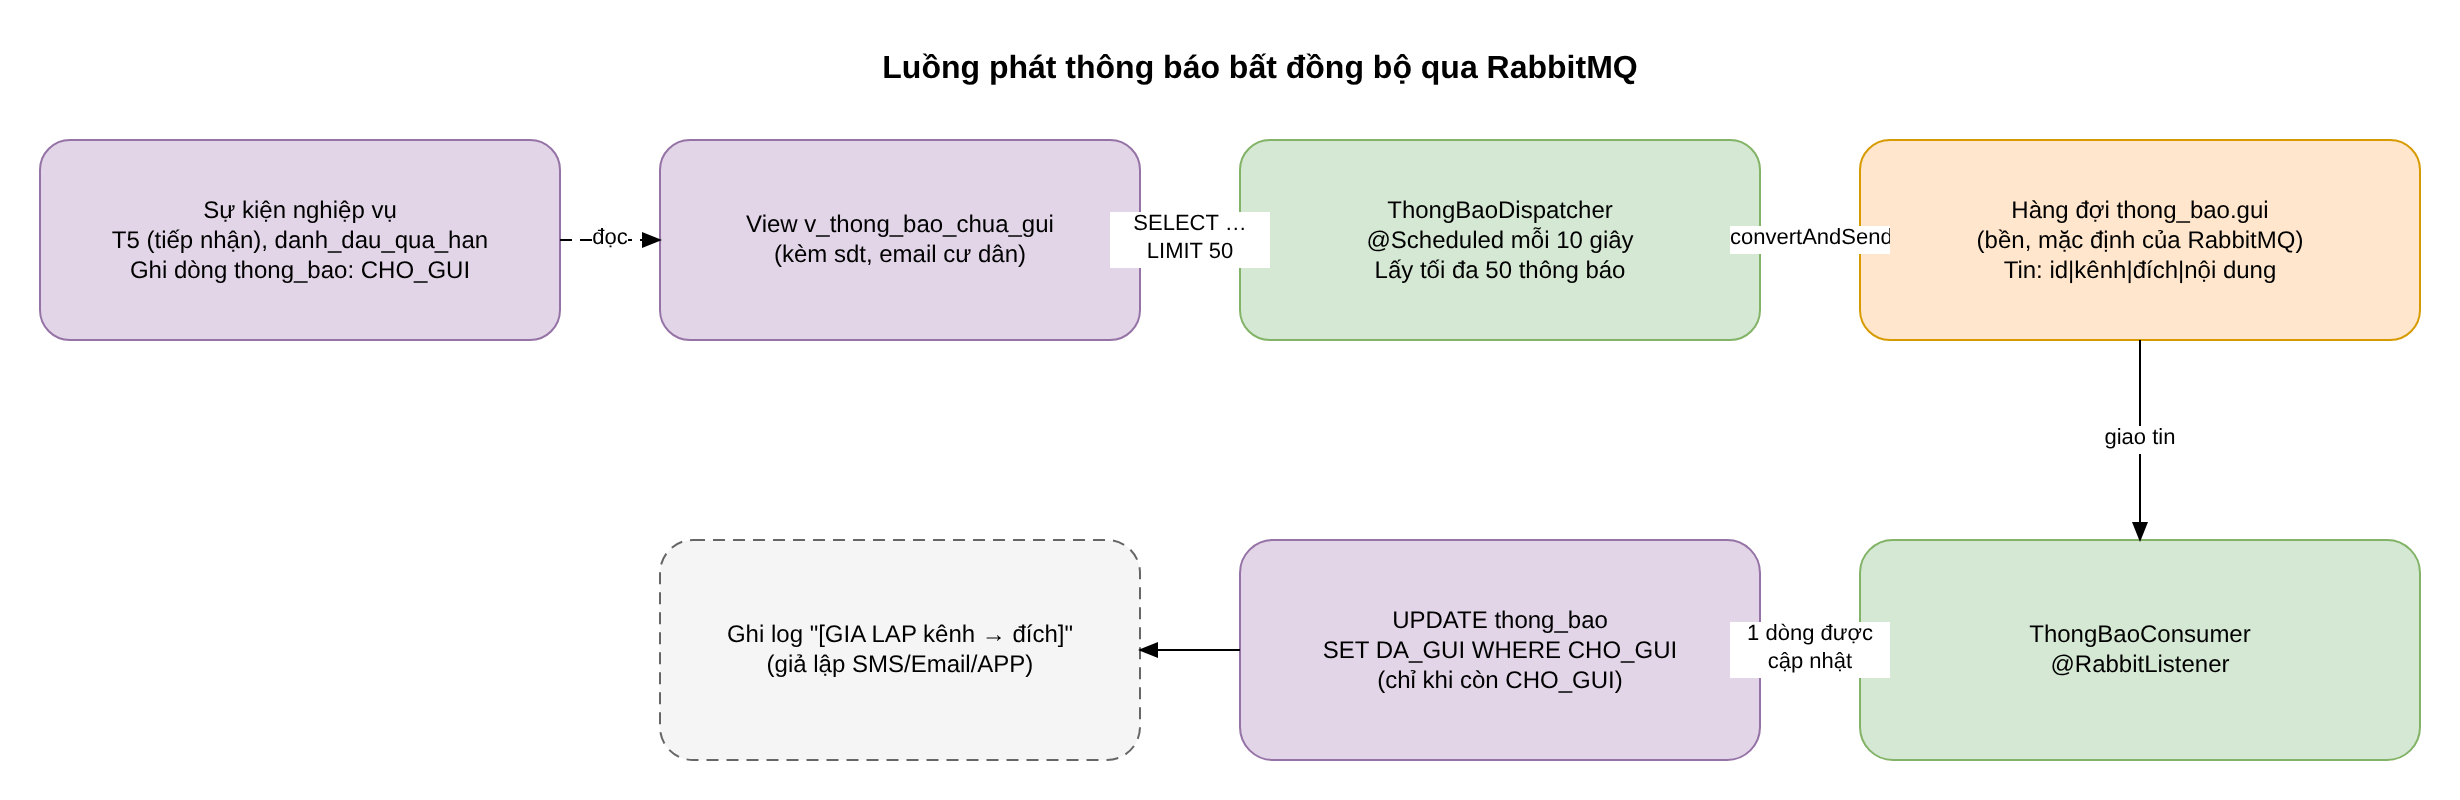 Luồng phát thông báo bất đồng bộ qua RabbitMQ
Sự kiện nghiệp vụ
T5 (tiếp nhận), danh_dau_qua_han
Ghi dòng thong_bao: CHO_GUI
đọc
View v_thong_bao_chua_gui
(kèm sdt, email cư dân)
SELECT …
LIMIT 50
ThongBaoDispatcher
@Scheduled mỗi 10 giây
Lấy tối đa 50 thông báo
convertAndSend
Hàng đợi thong_bao.gui
(bền, mặc định của RabbitMQ)
Tin: id|kênh|đích|nội dung
giao tin
Ghi log "[GIA LAP kênh → đích]"
(giả lập SMS/Email/APP)
UPDATE thong_bao
SET DA_GUI WHERE CHO_GUI
(chỉ khi còn CHO_GUI)
1 dòng được
cập nhật
ThongBaoConsumer
@RabbitListener